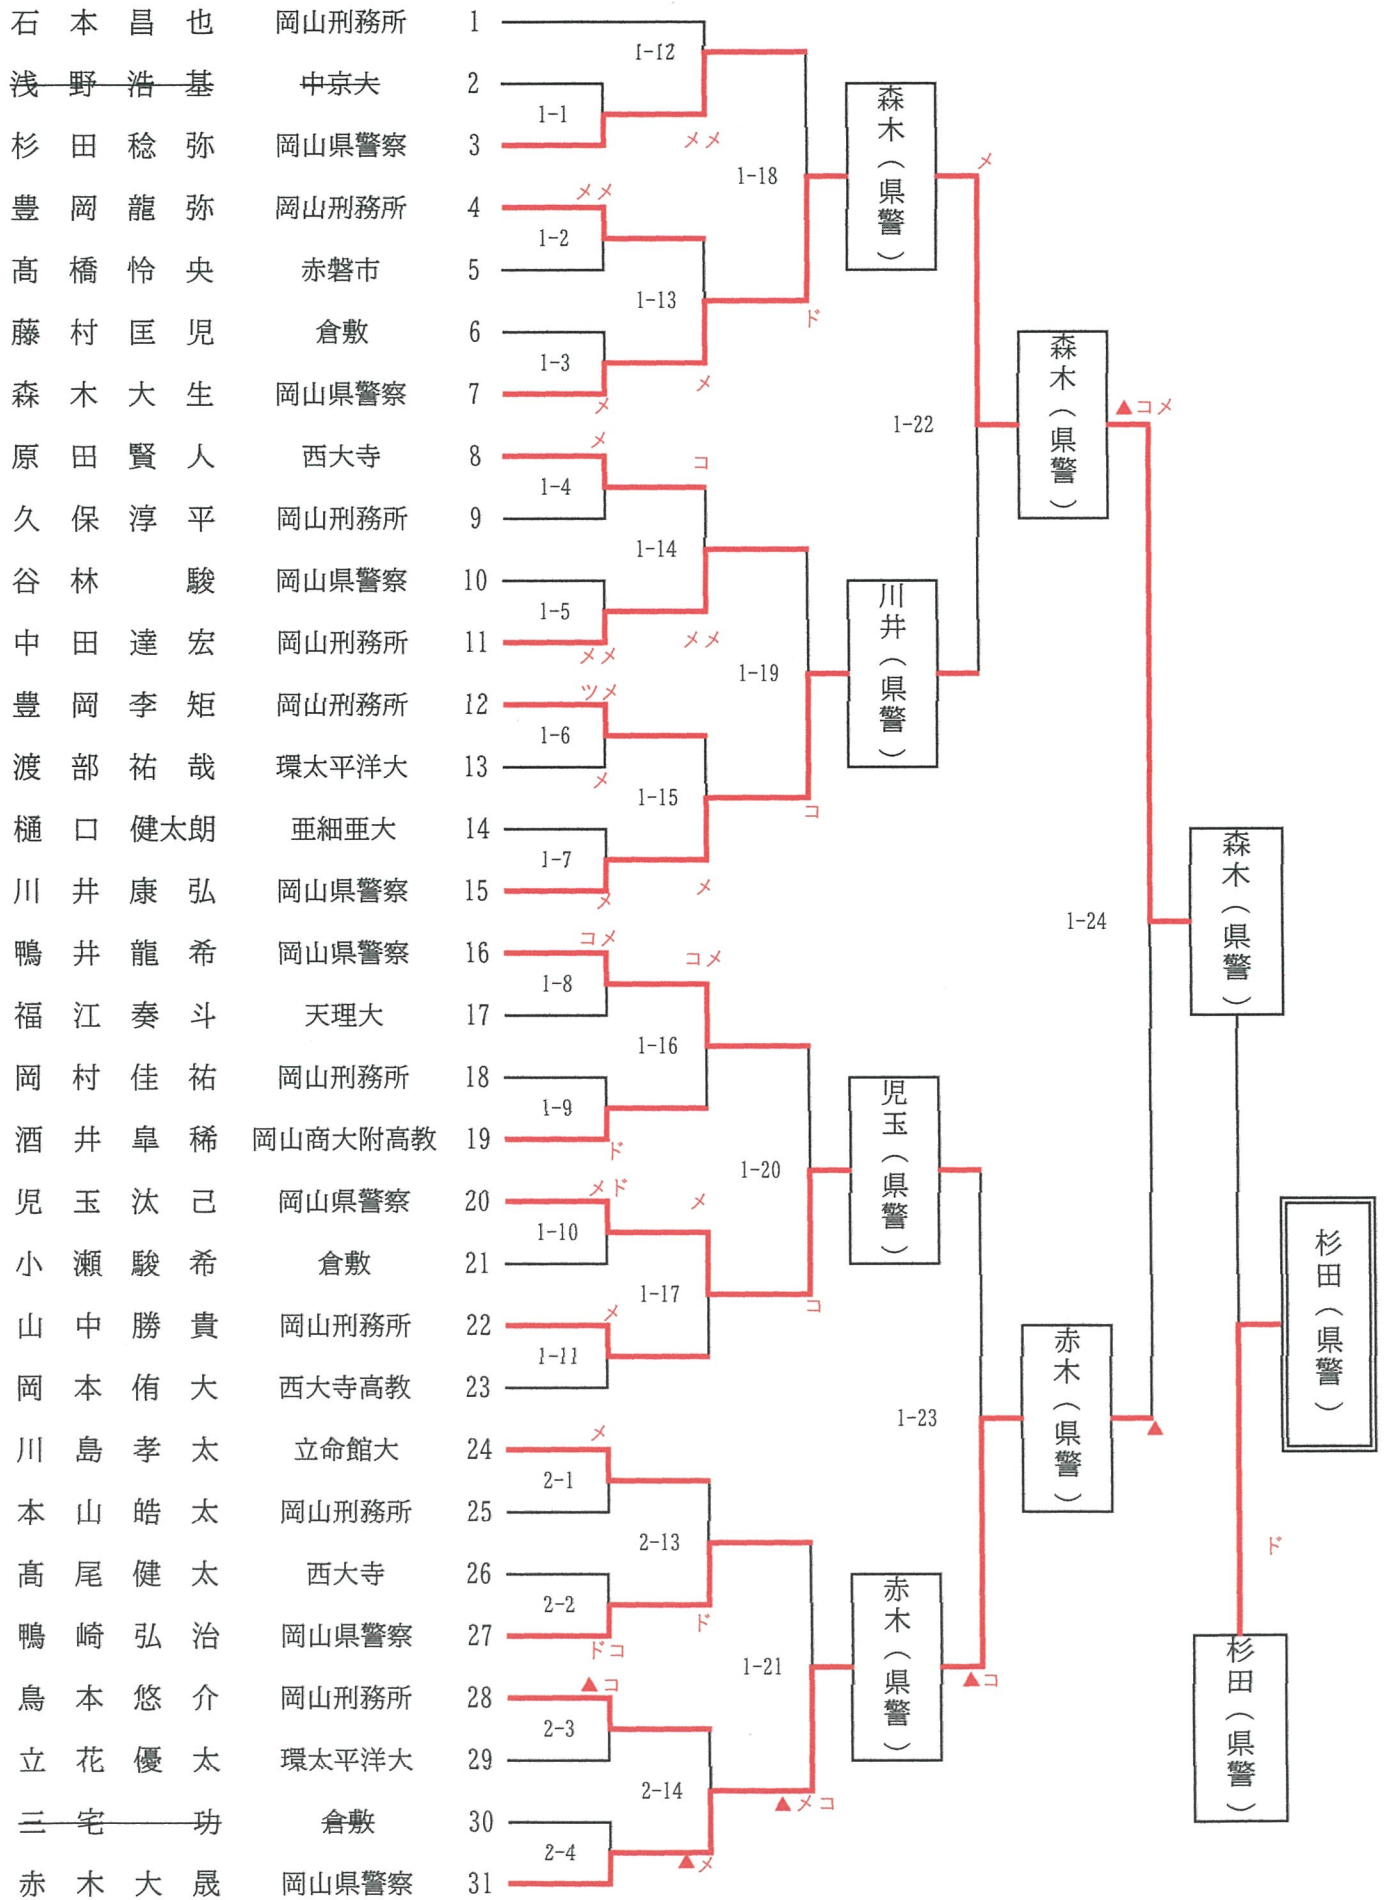 石本昌也 岡山刑務所 1
浅野浩基 中京大 2
杉田稔弥 岡山県警察 3
豊岡龍弥 岡山刑務所 4
髙橋怜央 赤磐市 5
藤村匡児 倉敷 6
森木大生 岡山県警察 7
原田賢人 西大寺 8
久保淳平 岡山刑務所 9
谷林 駿 岡山県警察 10
中田達宏 岡山刑務所 11
豊岡李矩 岡山刑務所 12
渡部祐哉 環太平洋大 13
樋口健太朗 亜細亜大 14
川井康弘 岡山県警察 15
鴨井龍希 岡山県警察 16
福江奏斗 天理大 17
岡村佳祐 岡山刑務所 18
酒井皐稀 岡山商大附高教 19
児玉汰己 岡山県警察 20
小瀬駿希 倉敷 21
山中勝貴 岡山刑務所 22
岡本侑大 西大寺高教 23
川島孝太 立命館大 24
本山皓太 岡山刑務所 25
髙尾健太 西大寺 26
鴨崎弘治 岡山県警察 27
鳥本悠介 岡山刑務所 28
立花優太 環太平洋大 29
三宅 功 倉敷 30
赤木大晟 岡山県警察 31
1-1
メメ
1-2
1-3
メ
メ
1-4
1-5
メメ
ツメ
1-6
メ
1-7
メ
コメ
1-8
1-9
ド
メド
1-10
メ
1-11
メ
2-1
2-2
ドコ
▲コ
2-3
2-4
1-12
メメ
1-13
メ
コ
1-14
メメ
1-15
メ
コメ
1-16
メ
1-17
2-13
ド
2-14
▲メ
1-18
ド
1-19
コ
1-20
コ
1-21
▲メコ
森木(県警)
川井(県警)
児玉(県警)
赤木(県警)
メ
1-22
1-23
▲コ
森木(県警)
赤木(県警)
▲コメ
1-24
▲
森木(県警)
杉田(県警)
ド
杉田(県警)